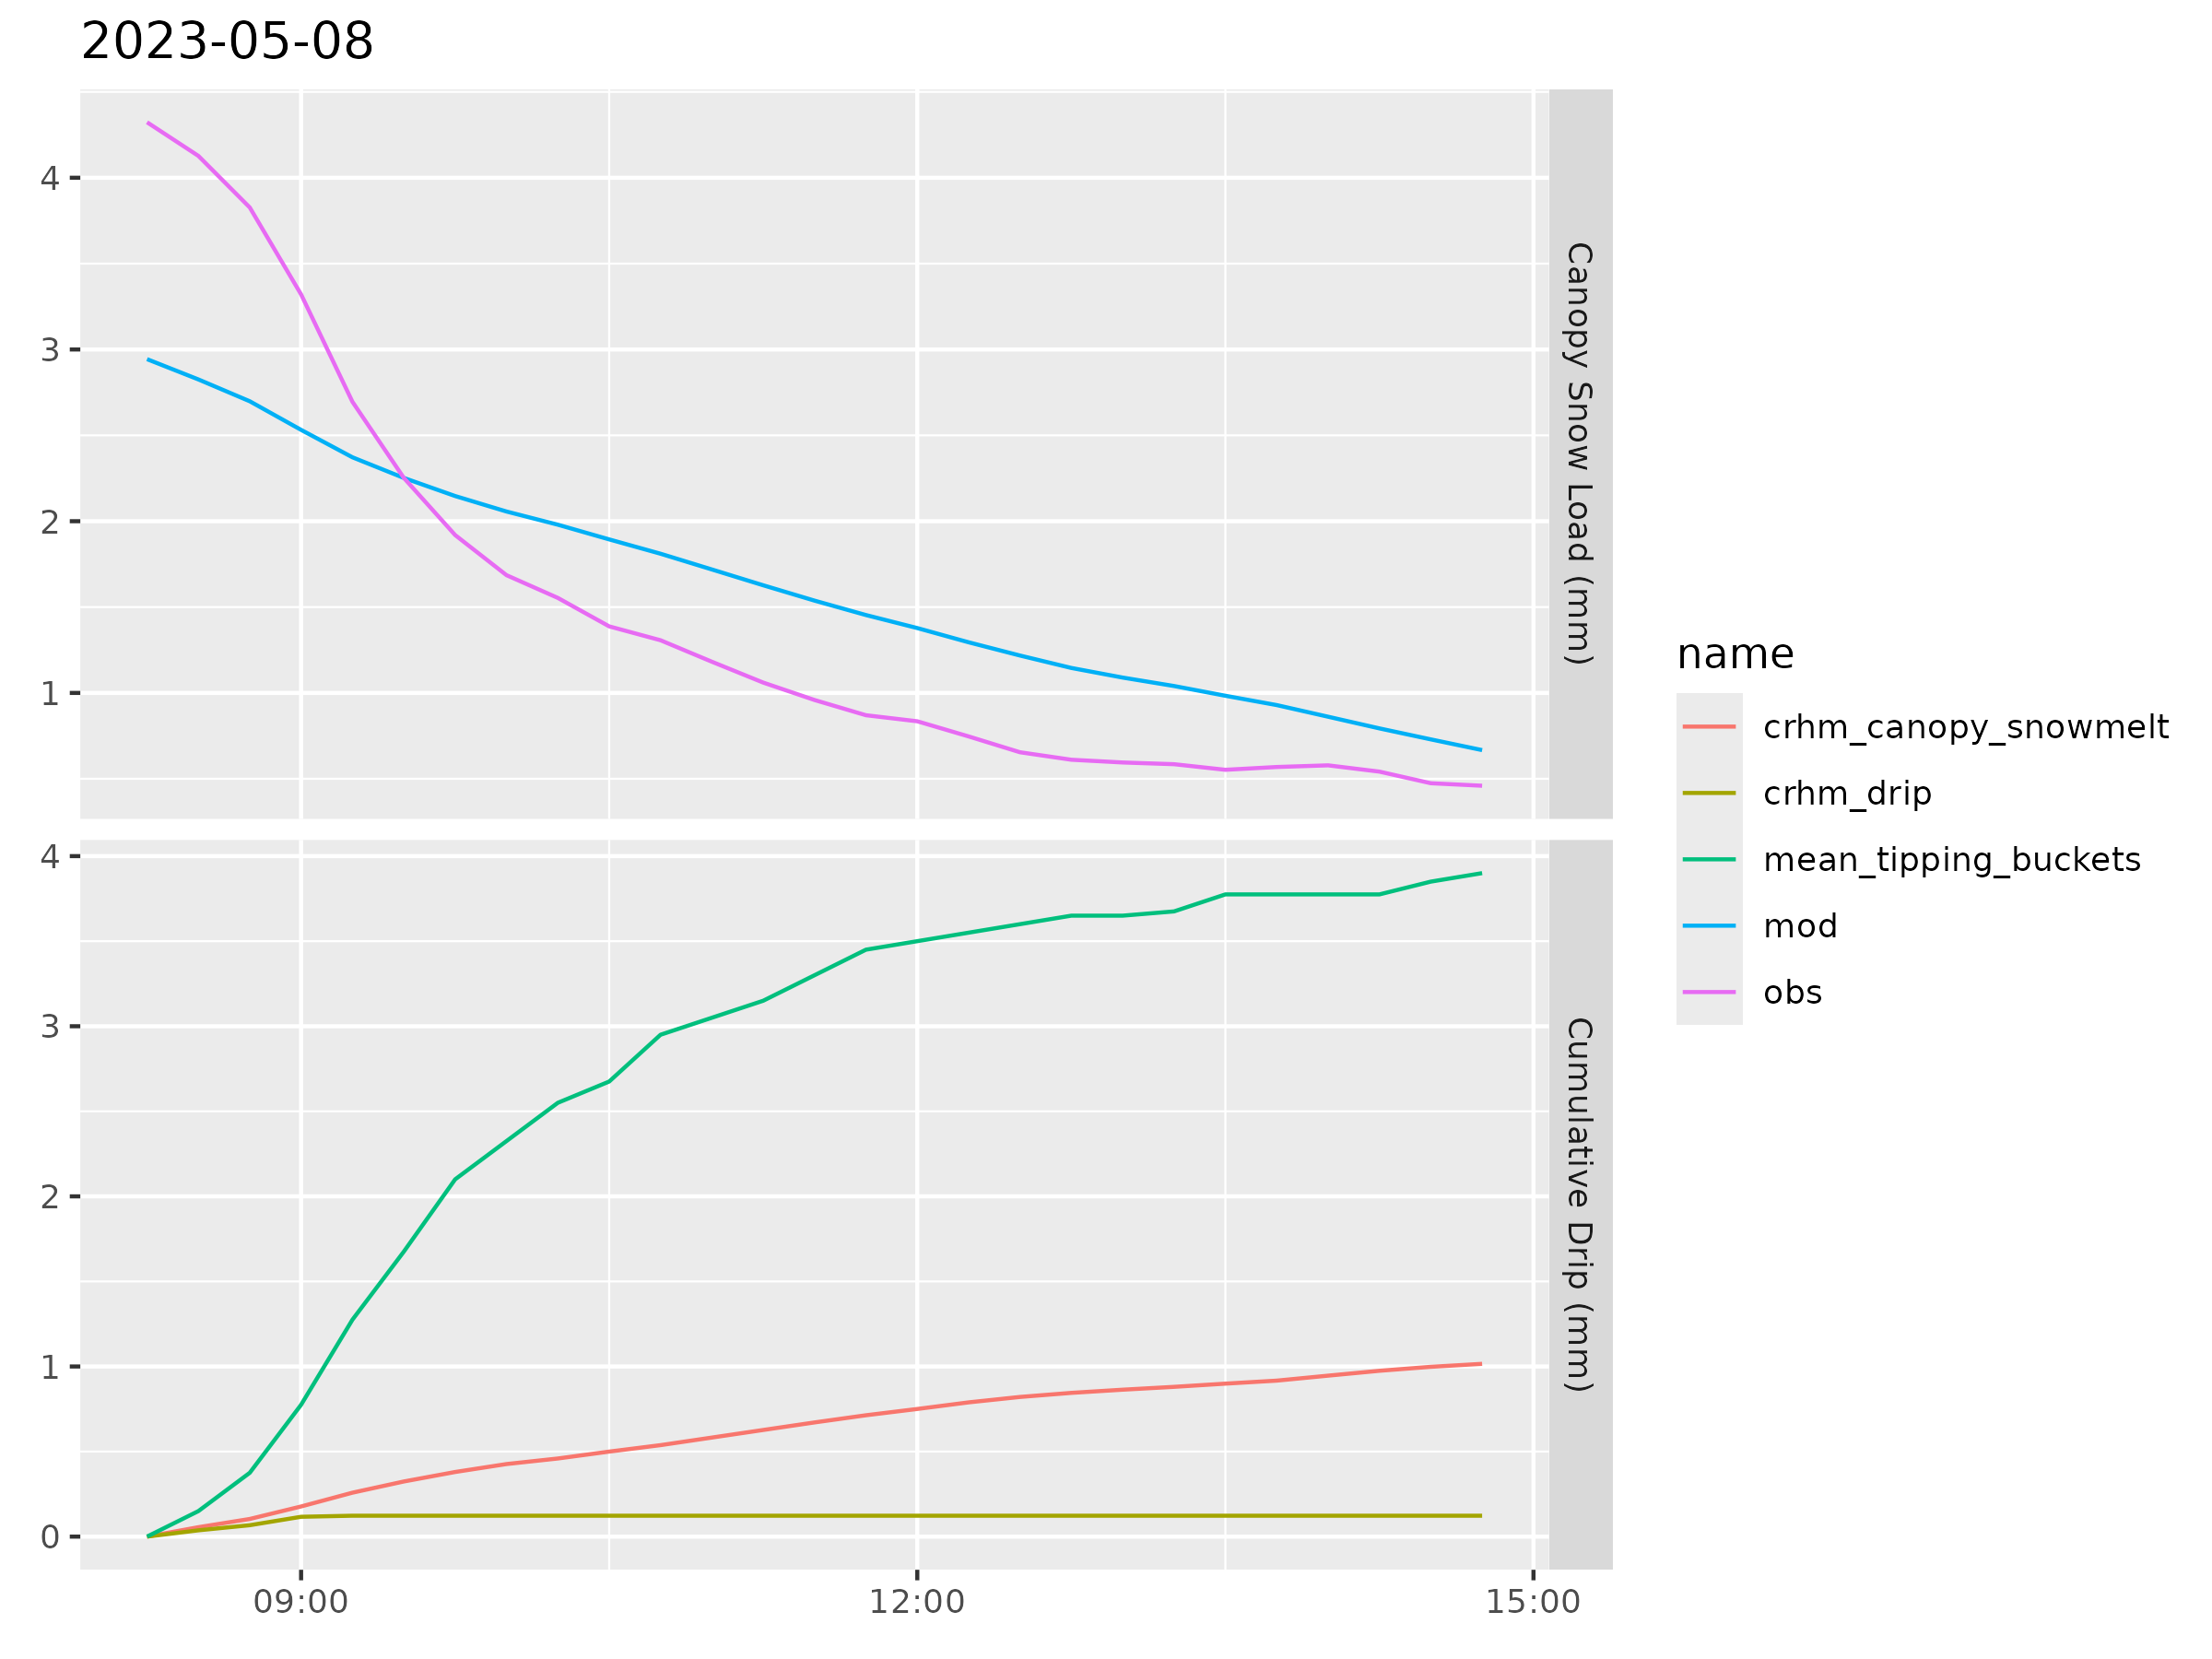 2023-05-08
4
3
2
1
Canopy Snow Load (mm)
4
3
2
1
0
Cumulative Drip (mm)
09:00
12:00
15:00
name
crhm_canopy_snowmelt
crhm_drip
mean_tipping_buckets
mod
obs